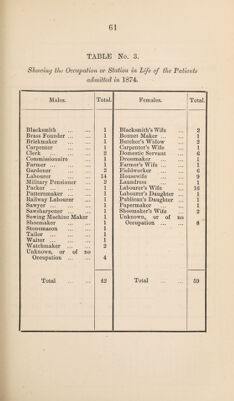 61
TABLE No. 3.
Showing the Occupation or Station in Life of the Patients
admitted in 1874.
Males. Total. Females. Total.
Blacksmith ... ... 1 Blacksmith's Wife ... 2
Brass Founder ... ... 1 Bonnet Maker ... ... 1
Brickmaker ... ... 1 Butcher's Widow ... 2
Carpenter ... ... 1 Carpenter's Wife ... 1
Clerk ... ... ... 2 Domestic Servant ... 6
Commissionaire ... 1 Dressmaker ... ... 1
Farmer ... ... ... 1 Farmer's Wife ... ... 1
Gardener ... ... 2 Fieldworker ... ... 6
Labourer ... ... 14 Housewife ... ... 9
Military Pensioner ... 2 Laundress ... ... 1
Packer ... ... ... 1 Labourer's Wife ... 16
Patternmaker ... ... 1 Labourer's Daughter ... 1
Railway Labourer ... 1 Publican's Daughter ... 1
Sawyer ... ... ... 1 Papermaker ... ... 1
Sawsharpener ... ... 1 Shoemaker's Wife ... 2
Sewing Machine Maker 1 Unknown, or of no
Shoemaker ... ... 1 Occupation ... ... 8
Stonemason ... ... 1
Tailor ... ... ... 1
Waiter ... ... ... 1
Watchmaker ... ... 2
Unknown, or of no
Occupation ... ... 4
Total ... ... 42 Total ... ... 59